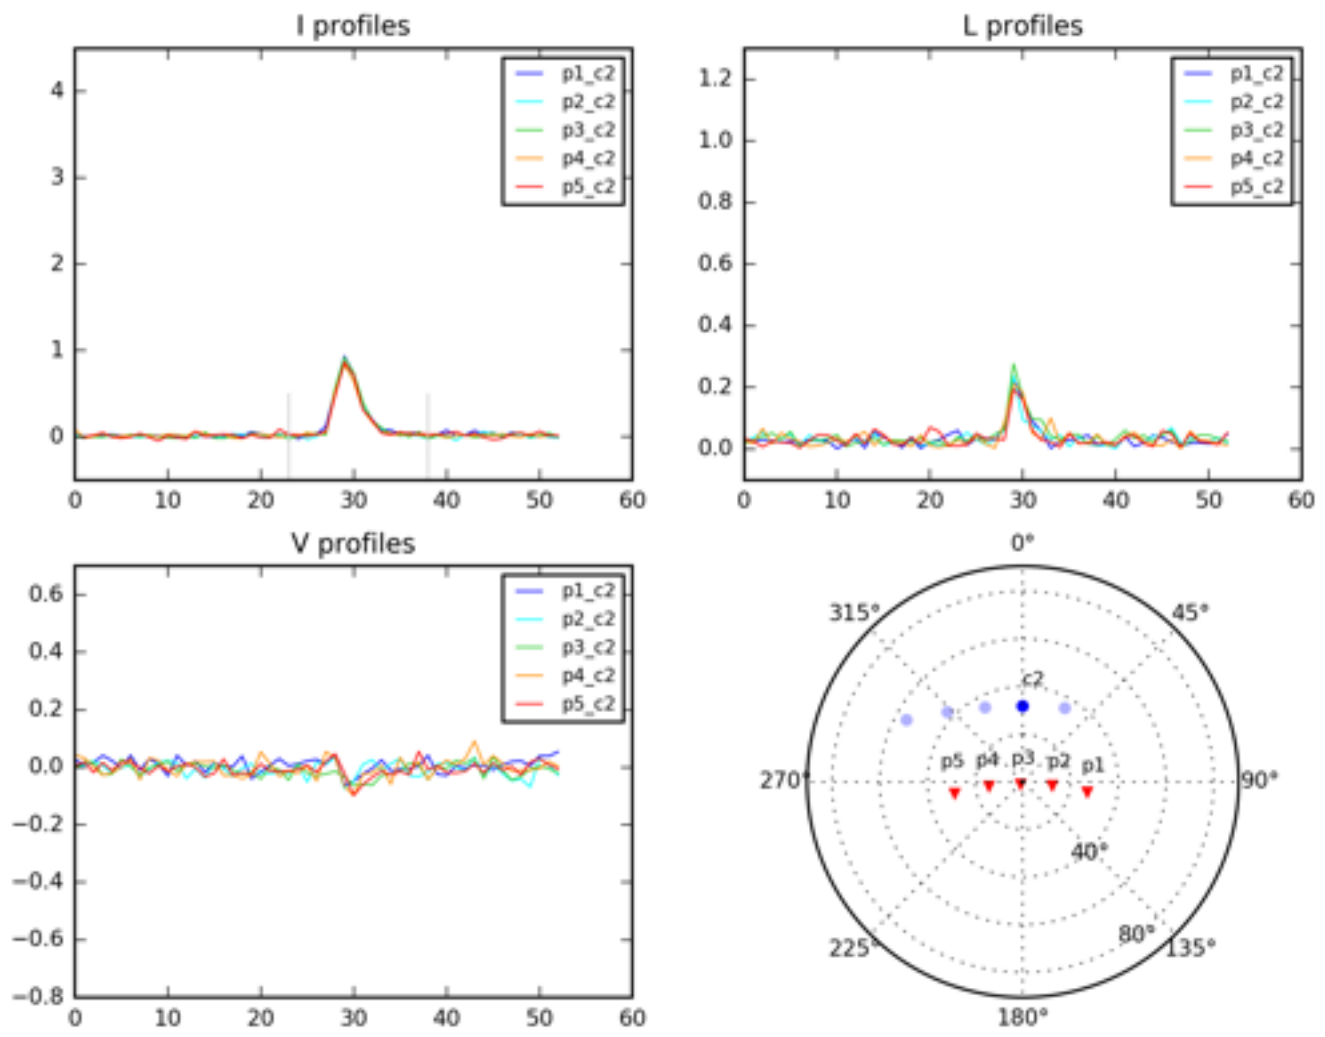 I profiles
4
3
2
1
0
0 10 20 30 40 50 60
p1_c2
p2_c2
p3_c2
p4_c2
p5_c2
L profiles
1.2
1.0
0.8
0.6
0.4
0.2
0.0
0 10 20 30 40 50 60
p1_c2
p2_c2
p3_c2
p4_c2
p5_c2
V profiles
0.6
0.4
0.2
0.0
−0.2
−0.4
−0.6
−0.8
0 10 20 30 40 50 60
p1_c2
p2_c2
p3_c2
p4_c2
p5_c2
0°
315° 45°
c2
p5 p4 p3 p2 p1
270° 90°
40°
80°
225° 135°
180°